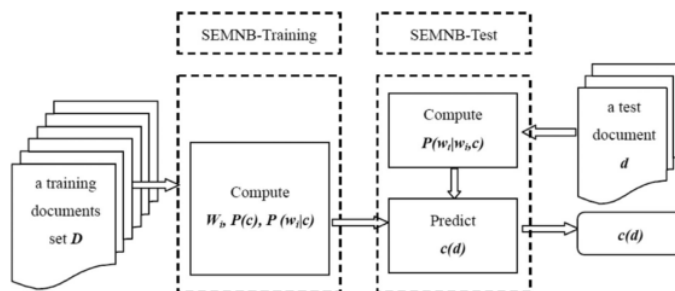 SEMNB-Training
SEMNB-Test
a training
documents
set D
Compute
Wi, P(c), P (wi|c)
Compute
P(wt|wi,c)
Predict
c(d)
a test
document
d
c(d)